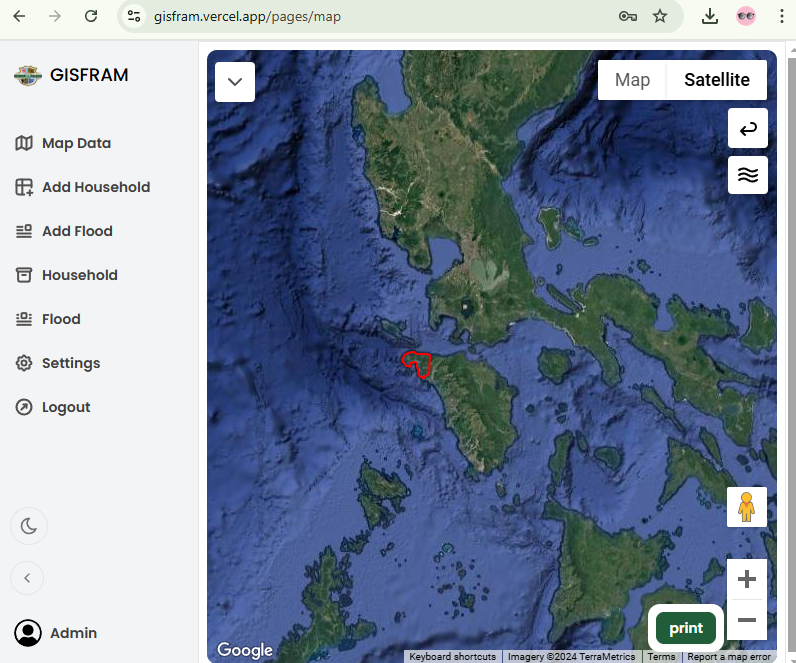 gisfram.vercel.app/pages/map
GISFRAM
Map Data
Add Household
Add Flood
Household
Flood
Settings
Logout
Admin
Map
Satellite
print
Google
Keyboard shortcuts
Imagery ©2024 TerraMetrics
Terms
Report a map error